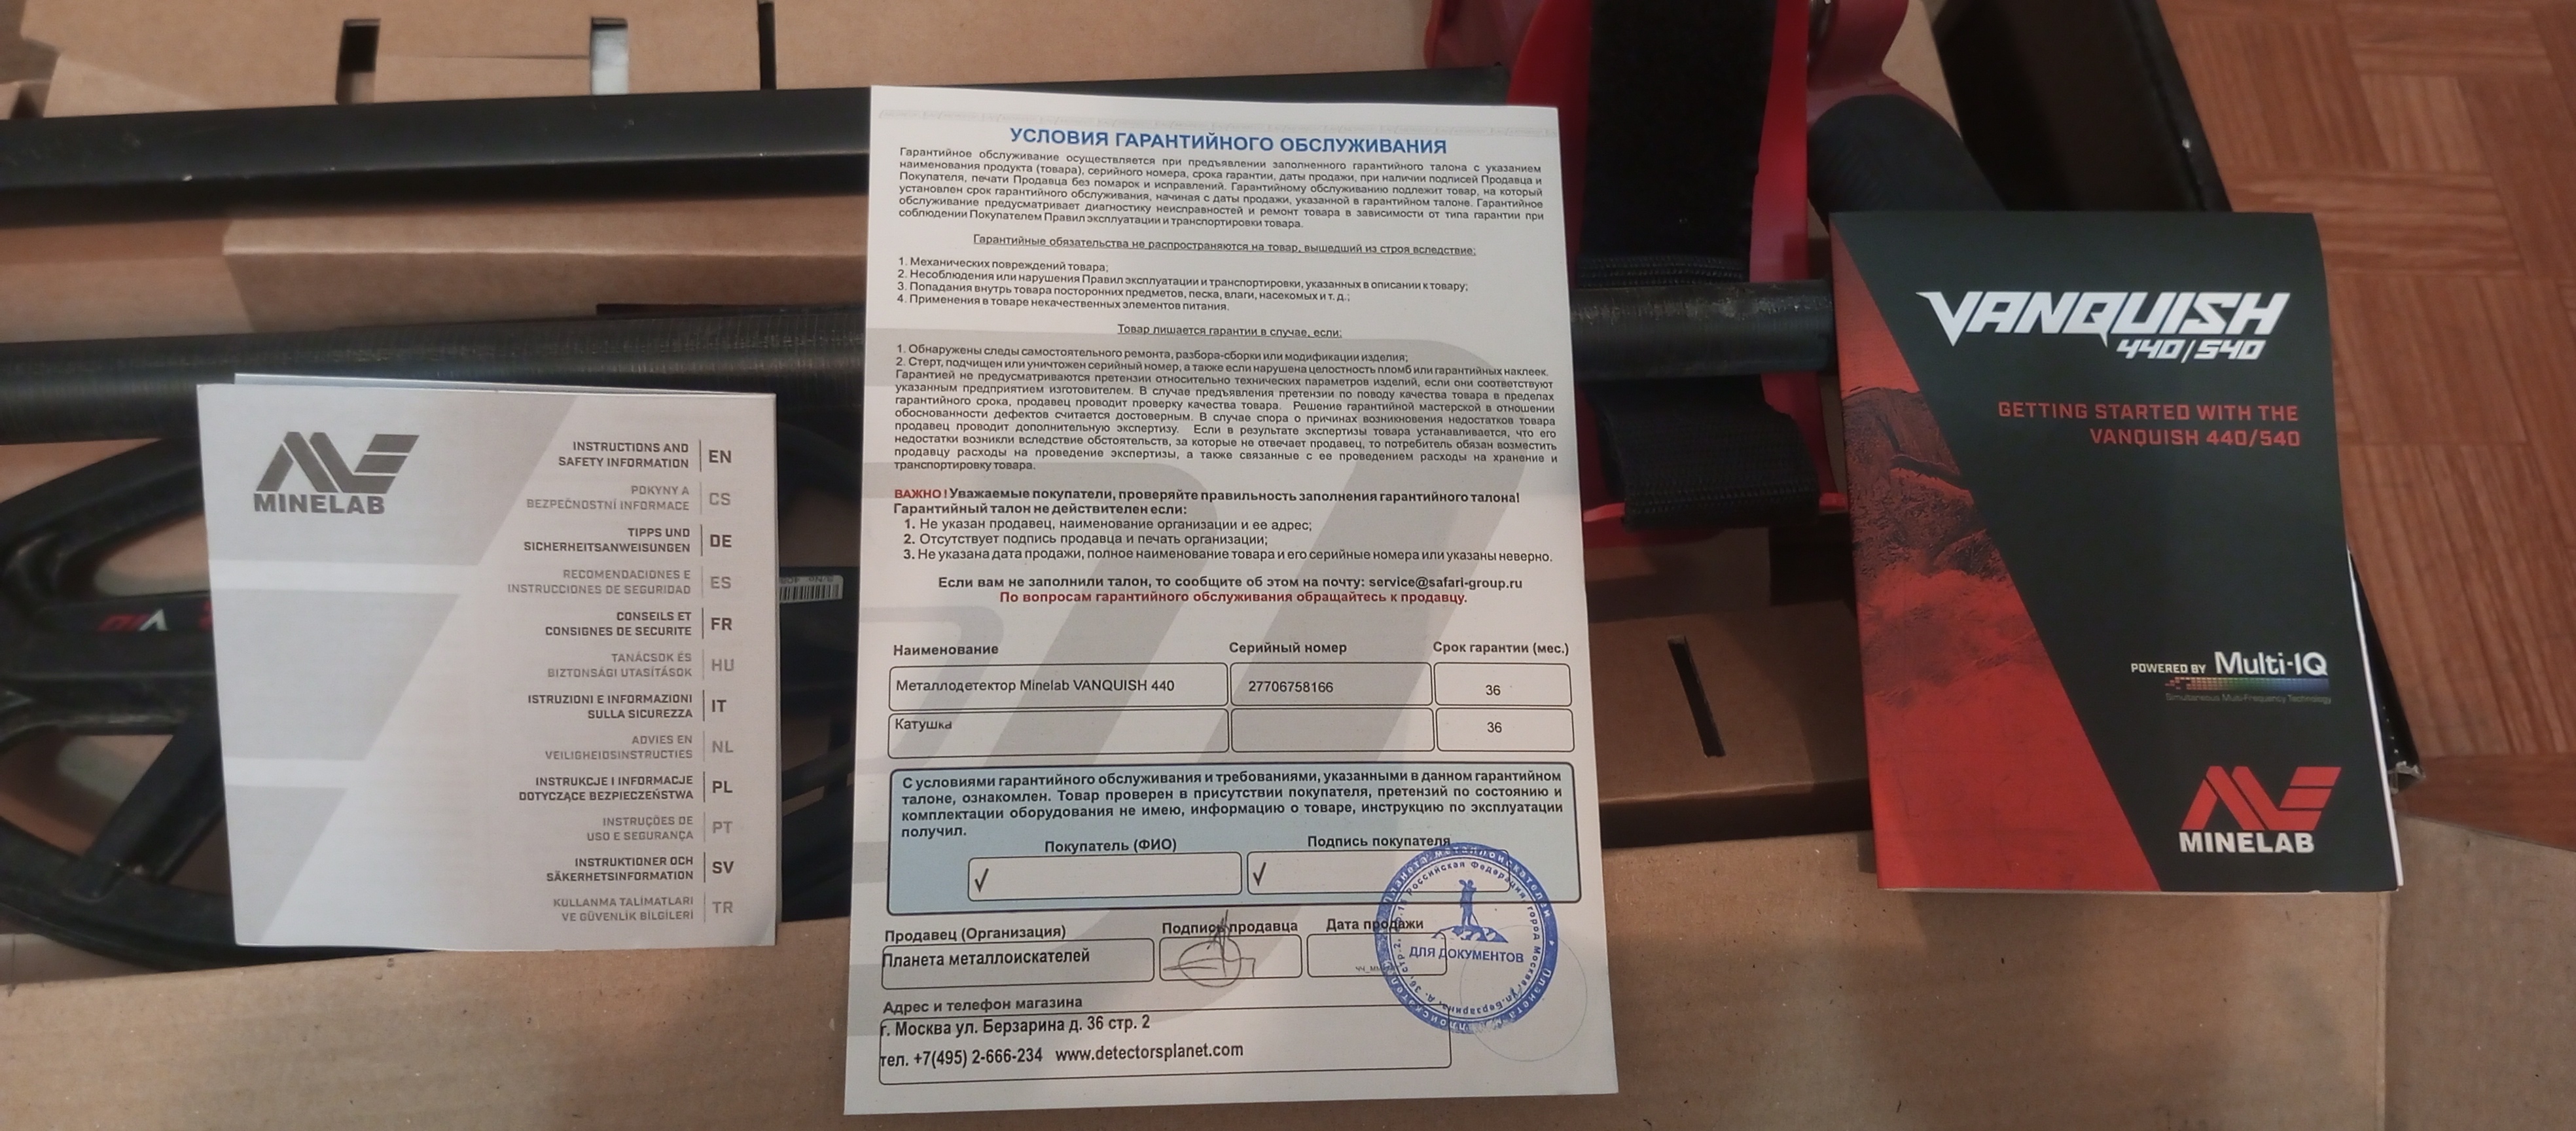 MINELAB
INSTRUCTIONS AND
SAFETY INFORMATION
EN
POKYNY A
BEZPEČNOSTNÍ INFORMACE
CS
TIPPS UND
SICHERHEITSANWEISUNGEN
DE
RECOMENDACIONES E
INSTRUCCIONES DE SEGURIDAD
ES
CONSEILS ET
CONSIGNES DE SECURITE
FR
TANÁCSOK ÉS
BIZTONSÁGI UTASÍTÁSOK
HU
ISTRUZIONI E INFORMAZIONI
SULLA SICUREZZA
IT
ADVIES EN
VEILIGHEIDSINSTRUCTIES
NL
INSTRUKCJE I INFORMACJE
DOTYCZĄCE BEZPIECZEŃSTWA
PL
INSTRUÇÕES DE
USO E SEGURANÇA
PT
INSTRUKTIONER OCH
SÄKERHETSINFORMATION
SV
KULLANMA TALİMATLARI
VE GÜVENLİK BİLGİLERİ
TR
УСЛОВИЯ ГАРАНТИЙНОГО ОБСЛУЖИВАНИЯ
Гарантийное обслуживание осуществляется при предъявлении заполненного гарантийного талона с указанием
наименования продукта (товара), серийного номера, срока гарантии, даты продажи, при наличии подписей Продавца и
Покупателя, печати Продавца без помарок и исправлений. Гарантийному обслуживанию подлежит товар, на который
установлен срок гарантийного обслуживания, начиная с даты продажи, указанной в гарантийном талоне. Гарантийное
обслуживание предусматривает диагностику неисправностей и ремонт товара в зависимости от типа гарантии при
соблюдении Покупателем Правил эксплуатации и транспортировки товара.
Гарантийные обязательства не распространяются на товар, вышедший из строя вследствие:
1. Механических повреждений товара;
2. Несоблюдения или нарушения Правил эксплуатации и транспортировки, указанных в описании к товару;
3. Попадания внутрь товара посторонних предметов, песка, влаги, насекомых и т. д.;
4. Применения в товаре некачественных элементов питания.
Товар лишается гарантии в случае, если:
1. Обнаружены следы самостоятельного ремонта, разбора-сборки или модификации изделия;
2. Стерт, подчищен или уничтожен серийный номер, а также если нарушена целостность пломб или гарантийных наклеек.
Гарантией не предусматриваются претензии относительно технических параметров изделий, если они соответствуют
указанным предприятием изготовителем. В случае предъявления претензии по поводу качества товара в пределах
гарантийного срока, продавец проводит проверку качества товара. Решение гарантийной мастерской в отношении
обоснованности дефектов считается достоверным. В случае спора о причинах возникновения недостатков товара
продавец проводит дополнительную экспертизу. Если в результате экспертизы товара устанавливается, что его
недостатки возникли вследствие обстоятельств, за которые не отвечает продавец, то потребитель обязан возместить
продавцу расходы на проведение экспертизы, а также связанные с ее проведением расходы на хранение и
транспортировку товара.
ВАЖНО! Уважаемые покупатели, проверяйте правильность заполнения гарантийного талона!
Гарантийный талон не действителен если:
1. Не указан продавец, наименование организации и ее адрес;
2. Отсутствует подпись продавца и печать организации;
3. Не указана дата продажи, полное наименование товара и его серийные номера или указаны неверно.
Если вам не заполнили талон, то сообщите об этом на почту: service@safari-group.ru
По вопросам гарантийного обслуживания обращайтесь к продавцу.
Наименование Серийный номер Срок гарантии (мес.)
Металлодетектор Minelab VANQUISH 440 27706758166 36
Катушка 36
С условиями гарантийного обслуживания и требованиями, указанными в данном гарантийном
талоне, ознакомлен. Товар проверен в присутствии покупателя, претензий по состоянию и
комплектации оборудования не имею, информацию о товаре, инструкцию по эксплуатации
получил.
Покупатель (ФИО) Подпись покупателя
Продавец (Организация) Подпись продавца Дата продажи
Планета металлоискателей
ДЛЯ ДОКУМЕНТОВ
Адрес и телефон магазина
г. Москва ул. Берзарина д. 36 стр. 2
тел. +7(495) 2-666-234 www.detectorsplanet.com
VANQUISH
440/540
GETTING STARTED WITH THE
VANQUISH 440/540
POWERED BY Multi-IQ
Simultaneous Multi-Frequency Technology
MINELAB